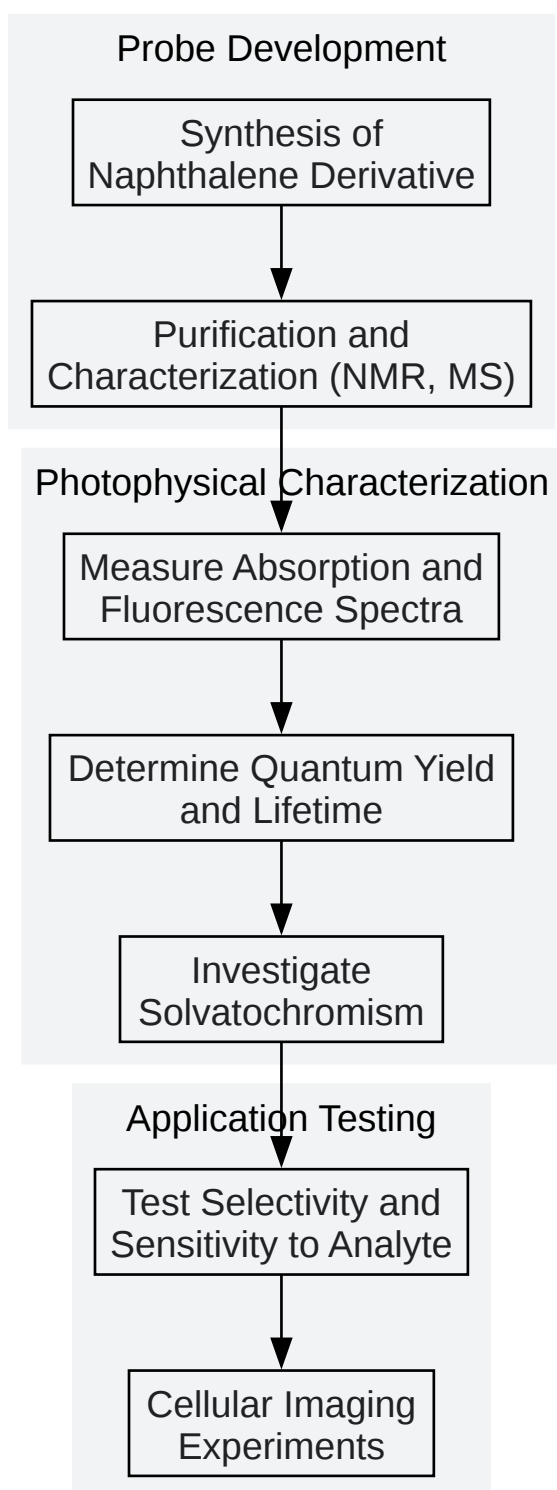 Probe Development
Synthesis of
Naphthalene Derivative
Purification and
Characterization (NMR, MS)
Photophysical Characterization
Measure Absorption and
Fluorescence Spectra
Determine Quantum Yield
and Lifetime
Investigate
Solvatochromism
Application Testing
Test Selectivity and
Sensitivity to Analyte
Cellular Imaging
Experiments